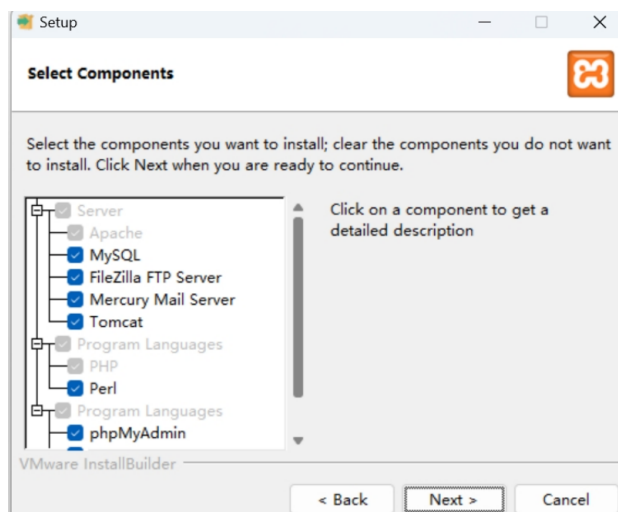 Setup
Select Components
Select the components you want to install; clear the components you do not want
to install. Click Next when you are ready to continue.
Server
Apache
MySQL
FileZilla FTP Server
Mercury Mail Server
Tomcat
Program Languages
PHP
Perl
Program Languages
phpMyAdmin
Click on a component to get a
detailed description
VMware InstallBuilder
< Back
Next >
Cancel